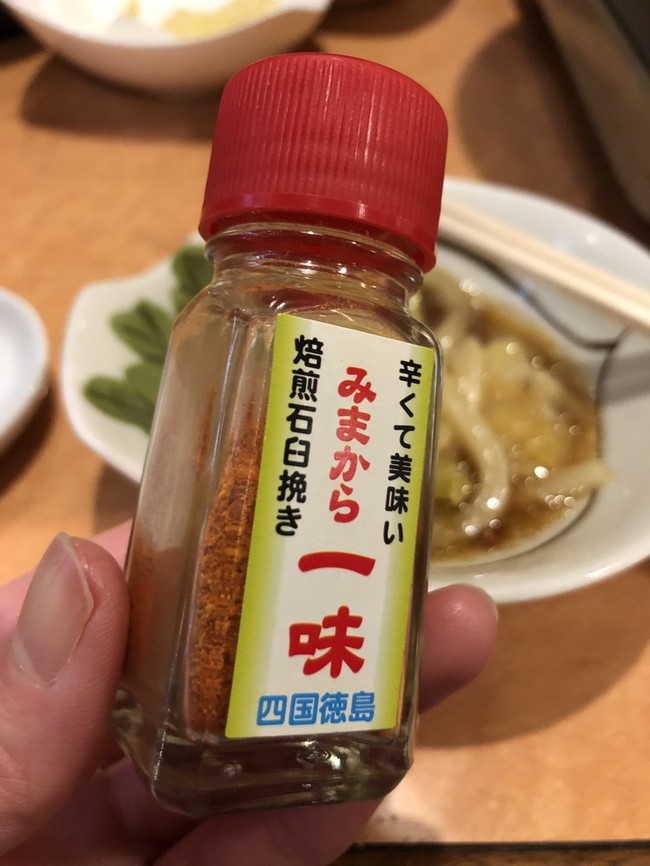 辛くて美味い
みまから
一味
焙煎石臼挽き
四国徳島